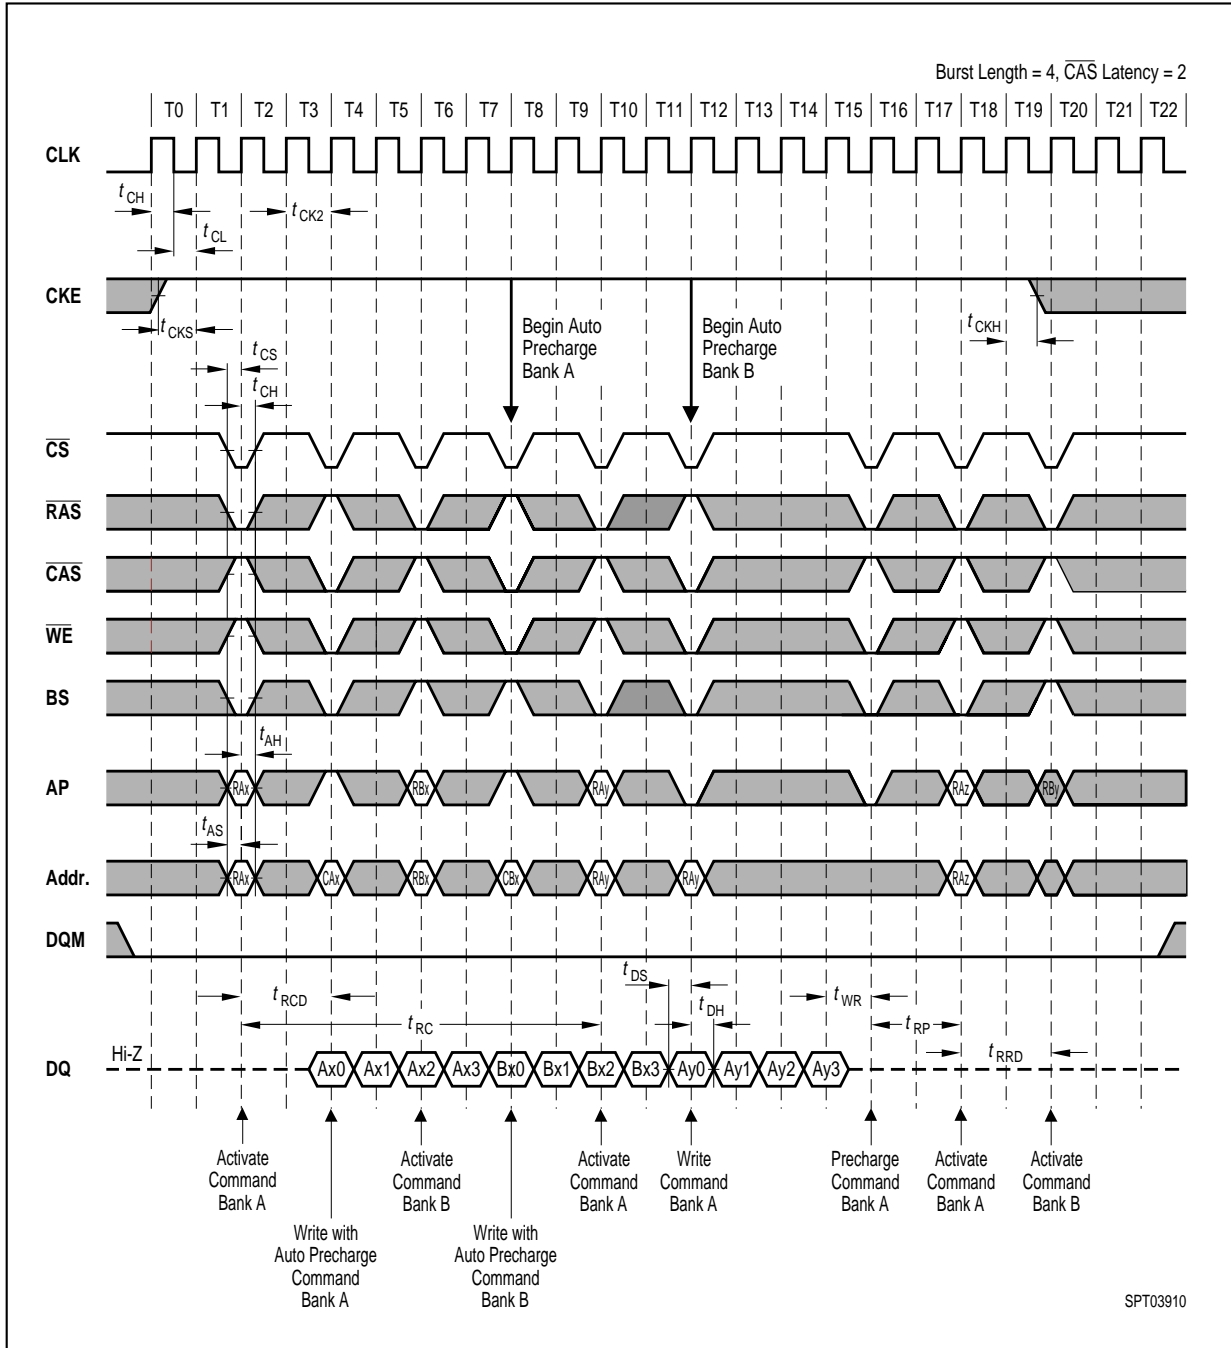 Burst Length = 4, CAS Latency = 2
T0 T1 T2 T3 T4 T5 T6 T7 T8 T9 T10 T11 T12 T13 T14 T15 T16 T17 T18 T19 T20 T21 T22
CLK
tCH
tCK2
tCL
CKE
tCKS
Begin Auto
Precharge
Bank A
Begin Auto
Precharge
Bank B
tCKH
tCS
tCH
CS
RAS
CAS
WE
BS
tAH
AP
RAx RBx RAy RAz RBy
tAS
Addr.
RAx CAx RBx CBx RAy RAy RAz
DQM
tRCD
tRC
tDS
tDH
tWR
tRP
tRRD
DQ
Hi-Z
Ax0 Ax1 Ax2 Ax3 Bx0 Bx1 Bx2 Bx3 Ay0 Ay1 Ay2 Ay3
Activate
Command
Bank A
Write with
Auto Precharge
Command
Bank A
Activate
Command
Bank B
Write with
Auto Precharge
Command
Bank B
Activate
Command
Bank A
Write
Command
Bank A
Precharge
Command
Bank A
Activate
Command
Bank A
Activate
Command
Bank B
SPT03910